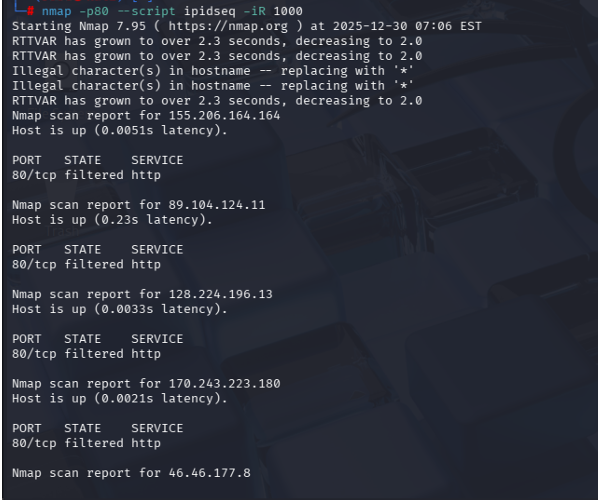 # nmap -p80 --script ipidseq -iR 1000
Starting Nmap 7.95 ( https://nmap.org ) at 2025-12-30 07:06 EST
RTTVAR has grown to over 2.3 seconds, decreasing to 2.0
RTTVAR has grown to over 2.3 seconds, decreasing to 2.0
Illegal character(s) in hostname -- replacing with '*'
Illegal character(s) in hostname -- replacing with '*'
RTTVAR has grown to over 2.3 seconds, decreasing to 2.0
Nmap scan report for 155.206.164.164
Host is up (0.0051s latency).
PORT STATE SERVICE
80/tcp filtered http
Nmap scan report for 89.104.124.11
Host is up (0.23s latency).
PORT STATE SERVICE
80/tcp filtered http
Nmap scan report for 128.224.196.13
Host is up (0.0033s latency).
PORT STATE SERVICE
80/tcp filtered http
Nmap scan report for 170.243.223.180
Host is up (0.0021s latency).
PORT STATE SERVICE
80/tcp filtered http
Nmap scan report for 46.46.177.8